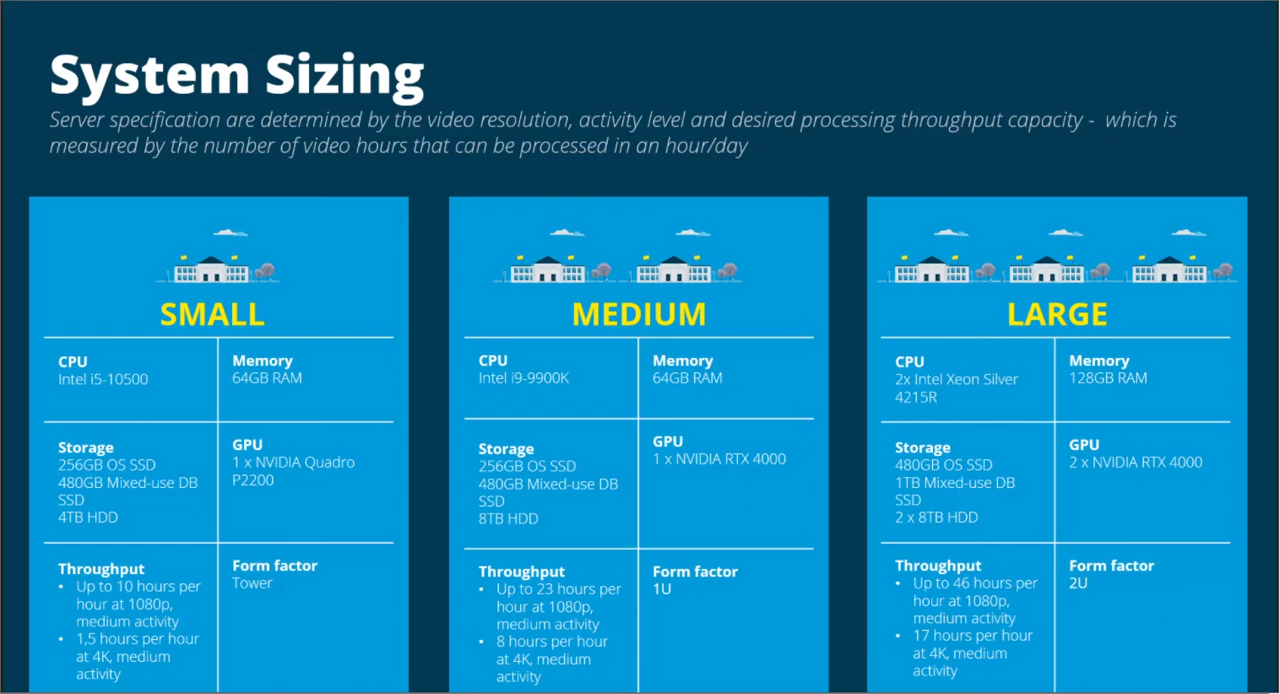 System Sizing
Server specification are determined by the video resolution, activity level and desired processing throughput capacity - which is
measured by the number of video hours that can be processed in an hour/day
SMALL
CPU
Intel i5-10500
Memory
64GB RAM
Storage
256GB OS SSD
480GB Mixed-use DB
SSD
4TB HDD
GPU
1 x NVIDIA Quadro
P2200
Throughput
• Up to 10 hours per
hour at 1080p,
medium activity
• 1,5 hours per hour
at 4K, medium
activity
Form factor
Tower
MEDIUM
CPU
Intel i9-9900K
Memory
64GB RAM
Storage
256GB OS SSD
480GB Mixed-use DB
SSD
8TB HDD
GPU
1 x NVIDIA RTX 4000
Throughput
• Up to 23 hours per
hour at 1080p,
medium activity
• 8 hours per hour
at 4K, medium
activity
Form factor
1U
LARGE
CPU
2x Intel Xeon Silver
4215R
Memory
128GB RAM
Storage
480GB OS SSD
1TB Mixed-use DB
SSD
2 x 8TB HDD
GPU
2 x NVIDIA RTX 4000
Throughput
• Up to 46 hours per
hour at 1080p,
medium activity
• 17 hours per hour
at 4K, medium
activity
Form factor
2U